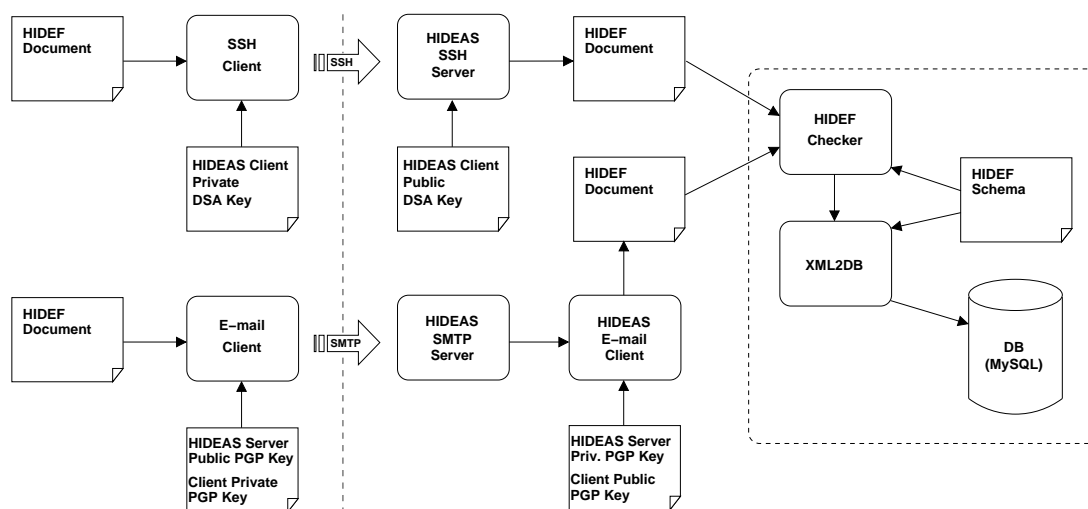 HIDEF
Document
SSH
Client
SSH
HIDEAS
SSH
Server
HIDEF
Document
HIDEF
Checker
HIDEAS Client
Private
DSA Key
HIDEAS Client
Public
DSA Key
HIDEF
Document
HIDEF
Schema
XML2DB
HIDEF
Document
E−mail
Client
SMTP
HIDEAS
SMTP
Server
HIDEAS
E−mail
Client
DB
(MySQL)
HIDEAS Server
Public PGP Key
Client Private
PGP Key
HIDEAS Server
Priv. PGP Key
Client Public
PGP Key